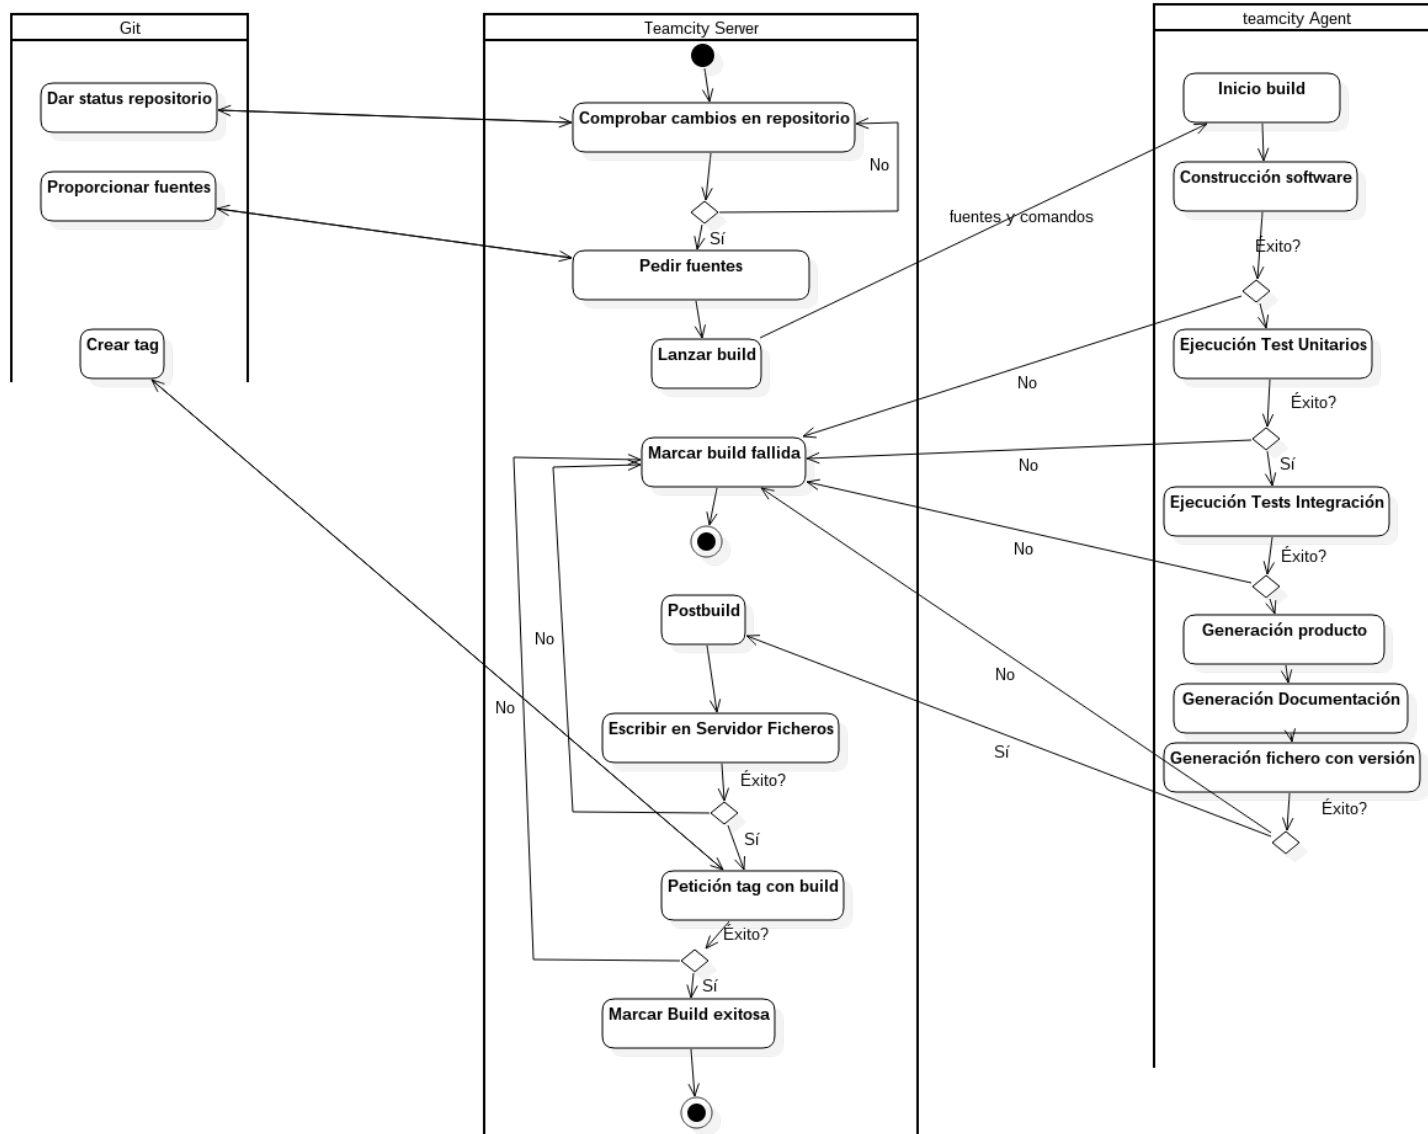 Git
Teamcity Server
teamcity Agent
Dar status repositorio
Comprobar cambios en repositorio
Inicio build
No
Proporcionar fuentes
Construcción software
fuentes y comandos
Sí
Éxito?
Pedir fuentes
Crear tag
Lanzar build
Ejecución Test Unitarios
No
Éxito?
Marcar build fallida
No
Sí
Ejecución Tests Integración
No
Éxito?
Postbuild
No
Generación producto
No
No
Generación Documentación
Escribir en Servidor Ficheros
Sí
Generación fichero con versión
Éxito?
Éxito?
Sí
Petición tag con build
Éxito?
Sí
Marcar Build exitosa